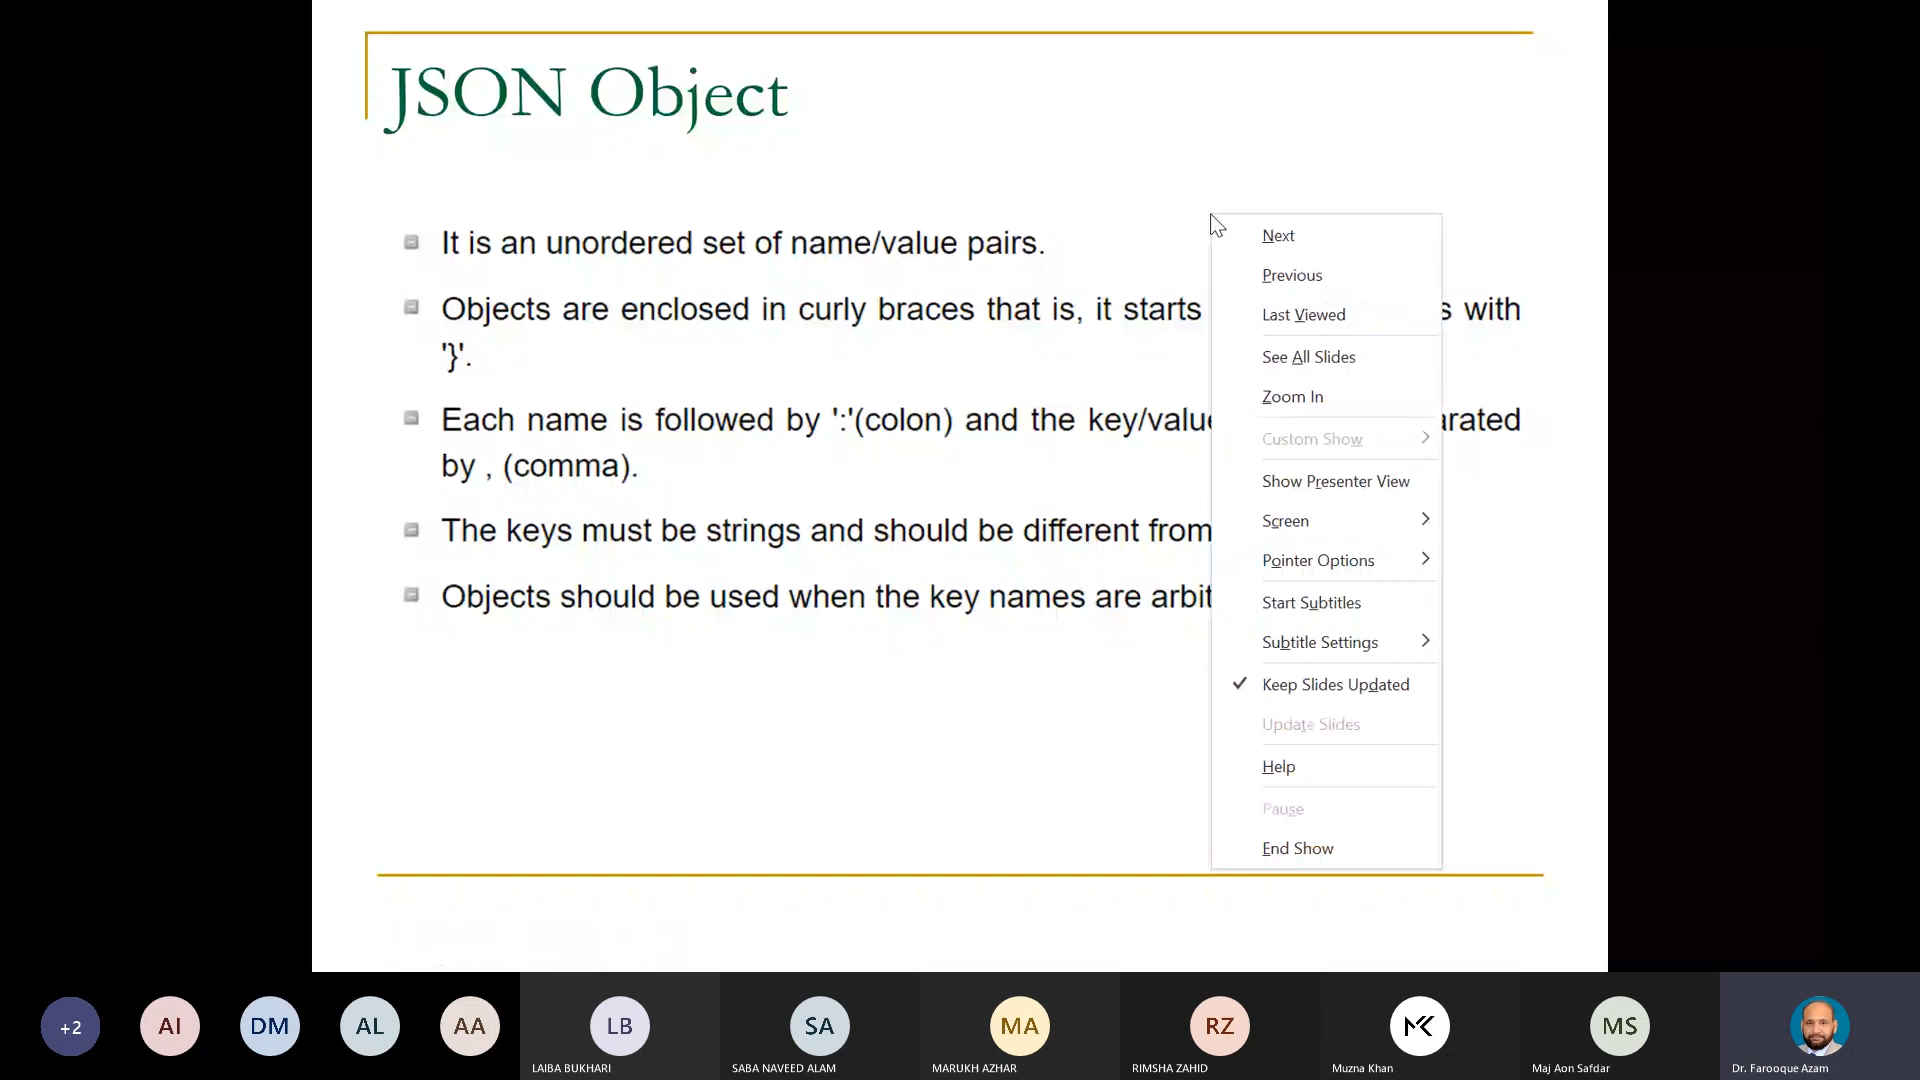 JSON Object
It is an unordered set of name/value pairs.
Objects are enclosed in curly braces that is, it starts s with
'}'.
Each name is followed by ':'(colon) and the key/value arated
by , (comma).
The keys must be strings and should be different from
Objects should be used when the key names are arbit
Next
Previous
Last Viewed
See All Slides
Zoom In
Custom Show
Show Presenter View
Screen
Pointer Options
Start Subtitles
Subtitle Settings
Keep Slides Updated
Update Slides
Help
Pause
End Show
+2
AI
DM
AL
AA
LB
SA
MA
RZ
MK
MS
LAIBA BUKHARI
SABA NAVEED ALAM
MARUKH AZHAR
RIMSHA ZAHID
Muzna Khan
Maj Aon Safdar
Dr. Farooque Azam